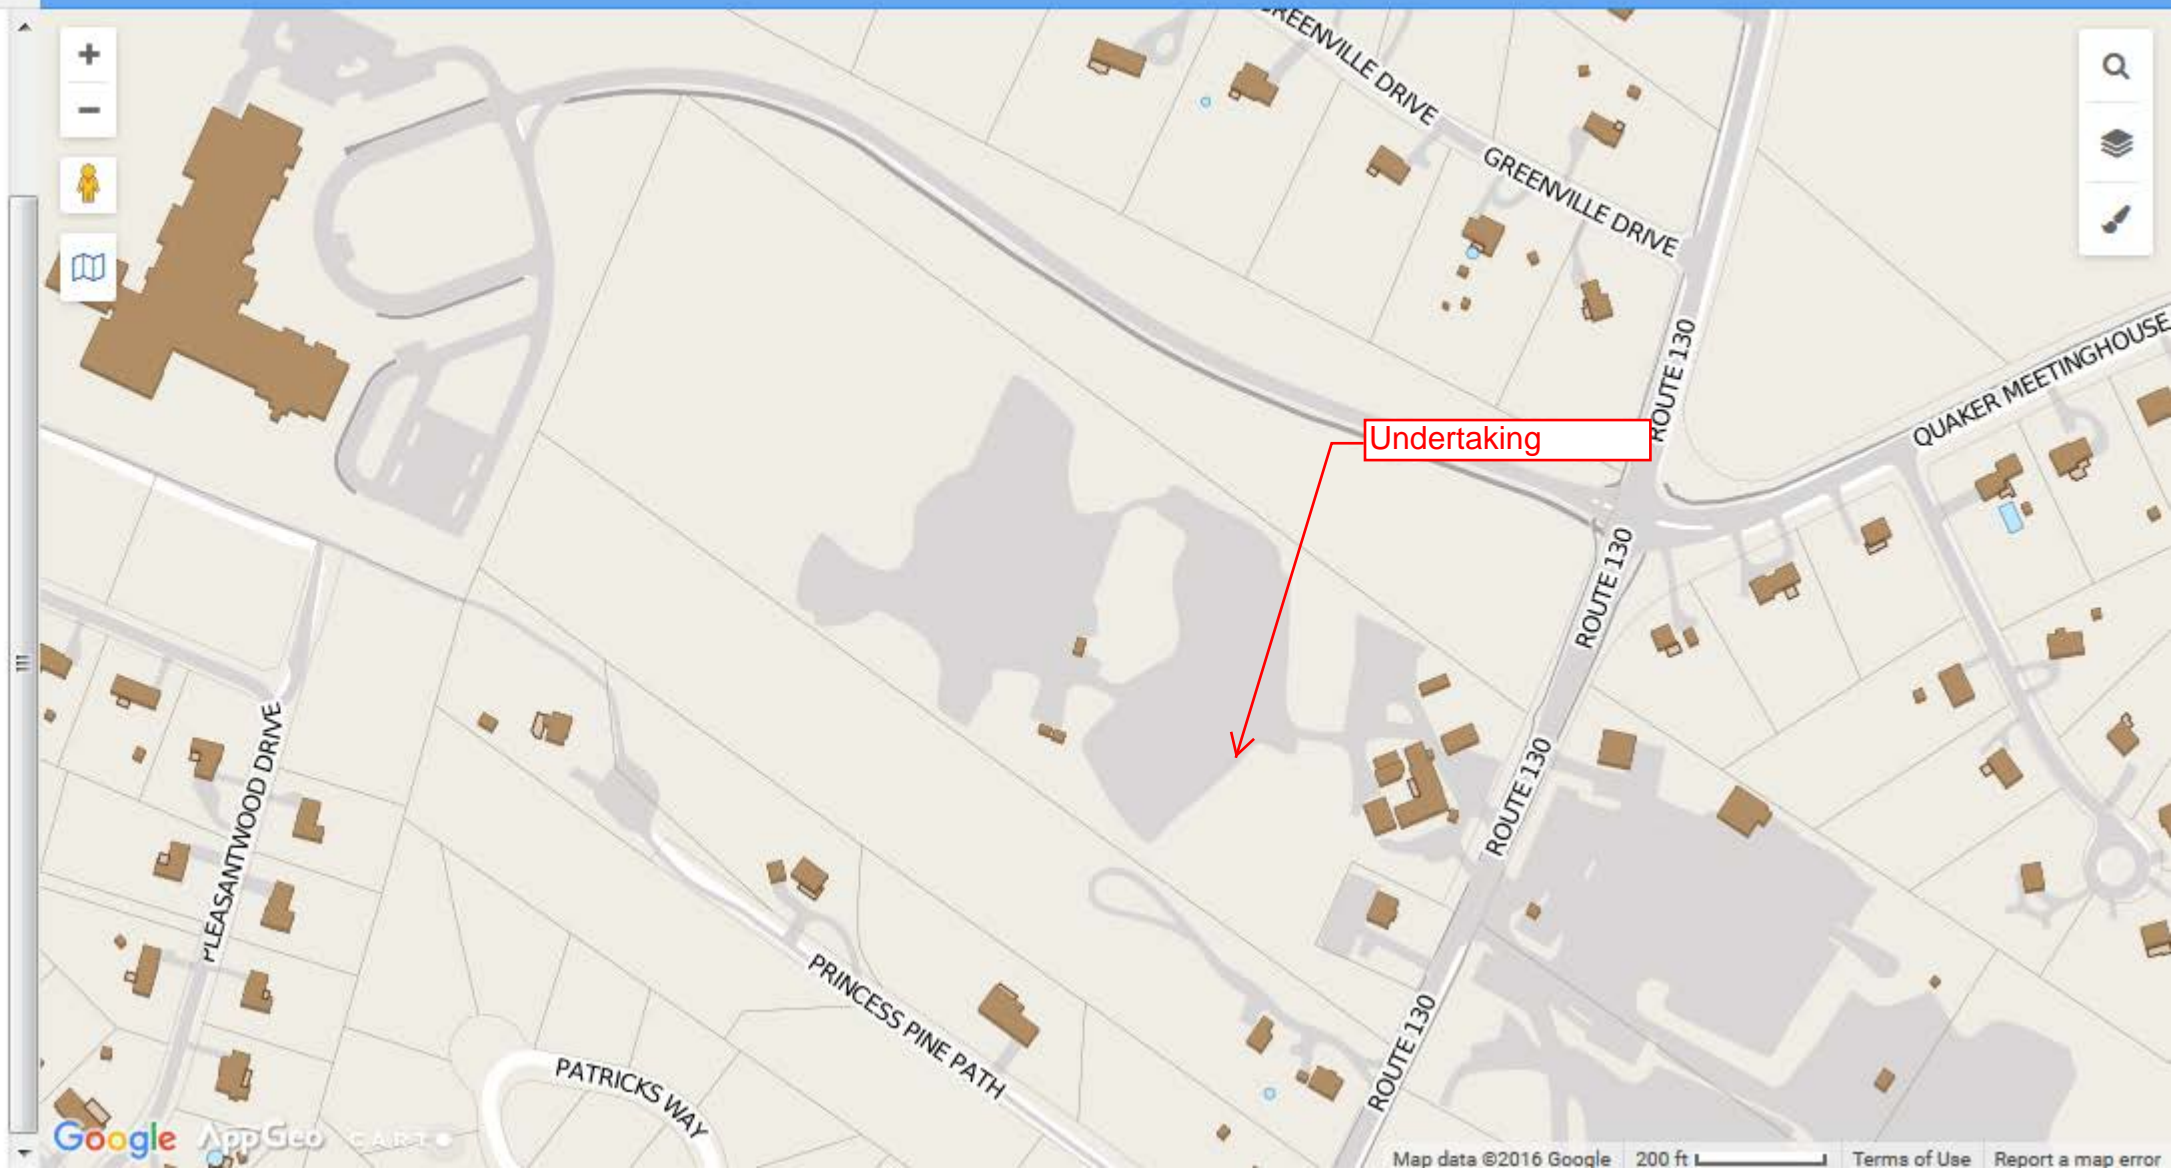 GREENVILLE DRIVE
GREENVILLE DRIVE
ROUTE 130
QUAKER MEETINGHOUSE
Undertaking
ROUTE 130
ROUTE 130
PLEASANTWOOD DRIVE
PRINCESS PINE PATH
ROUTE 130
PATRICKS WAY
Google AppGeo CARTO
Map data ©2016 Google 200 ft Terms of Use Report a map error